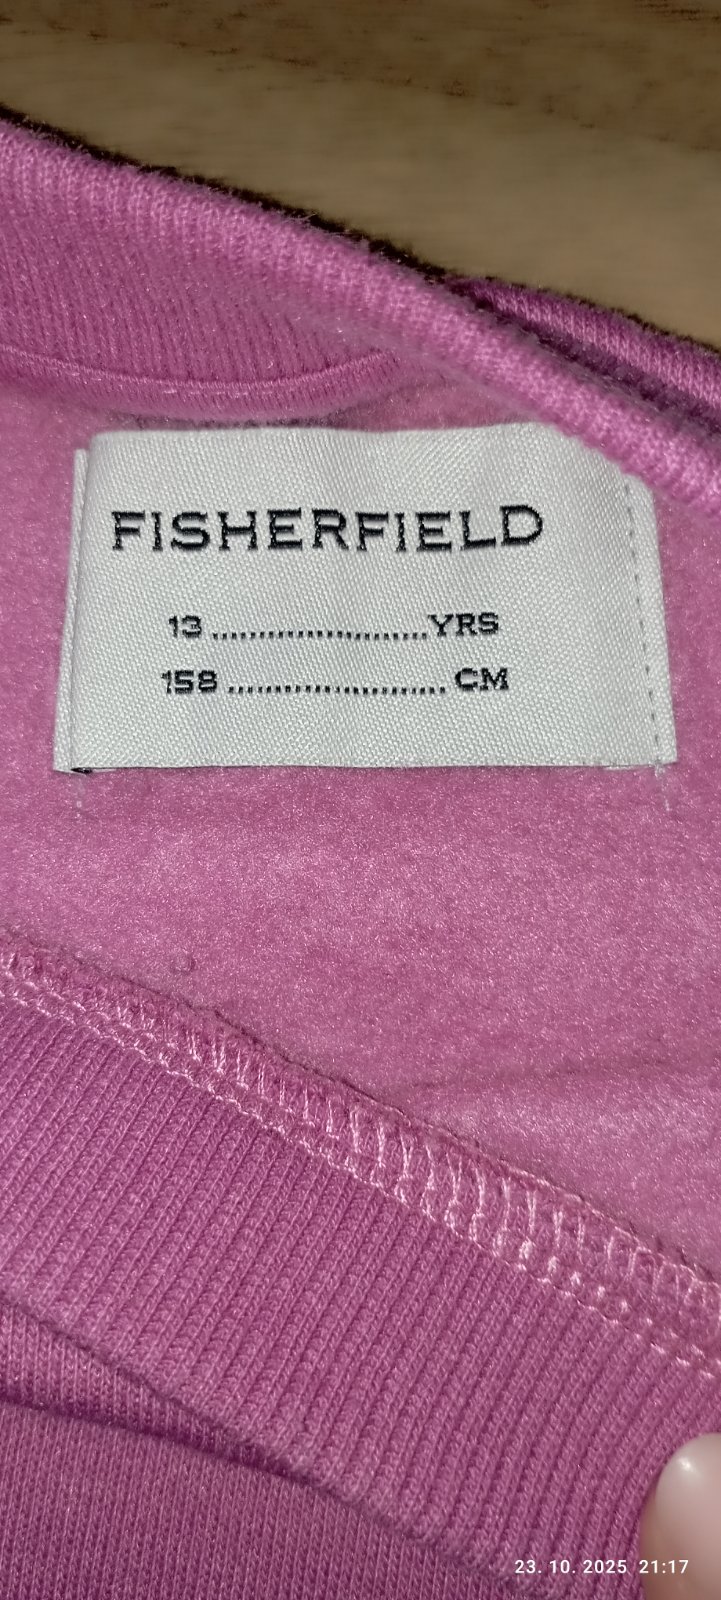 FISHERFIELD
13 ........................ YRS
158 ........................ CM
23. 10. 2025 21:17